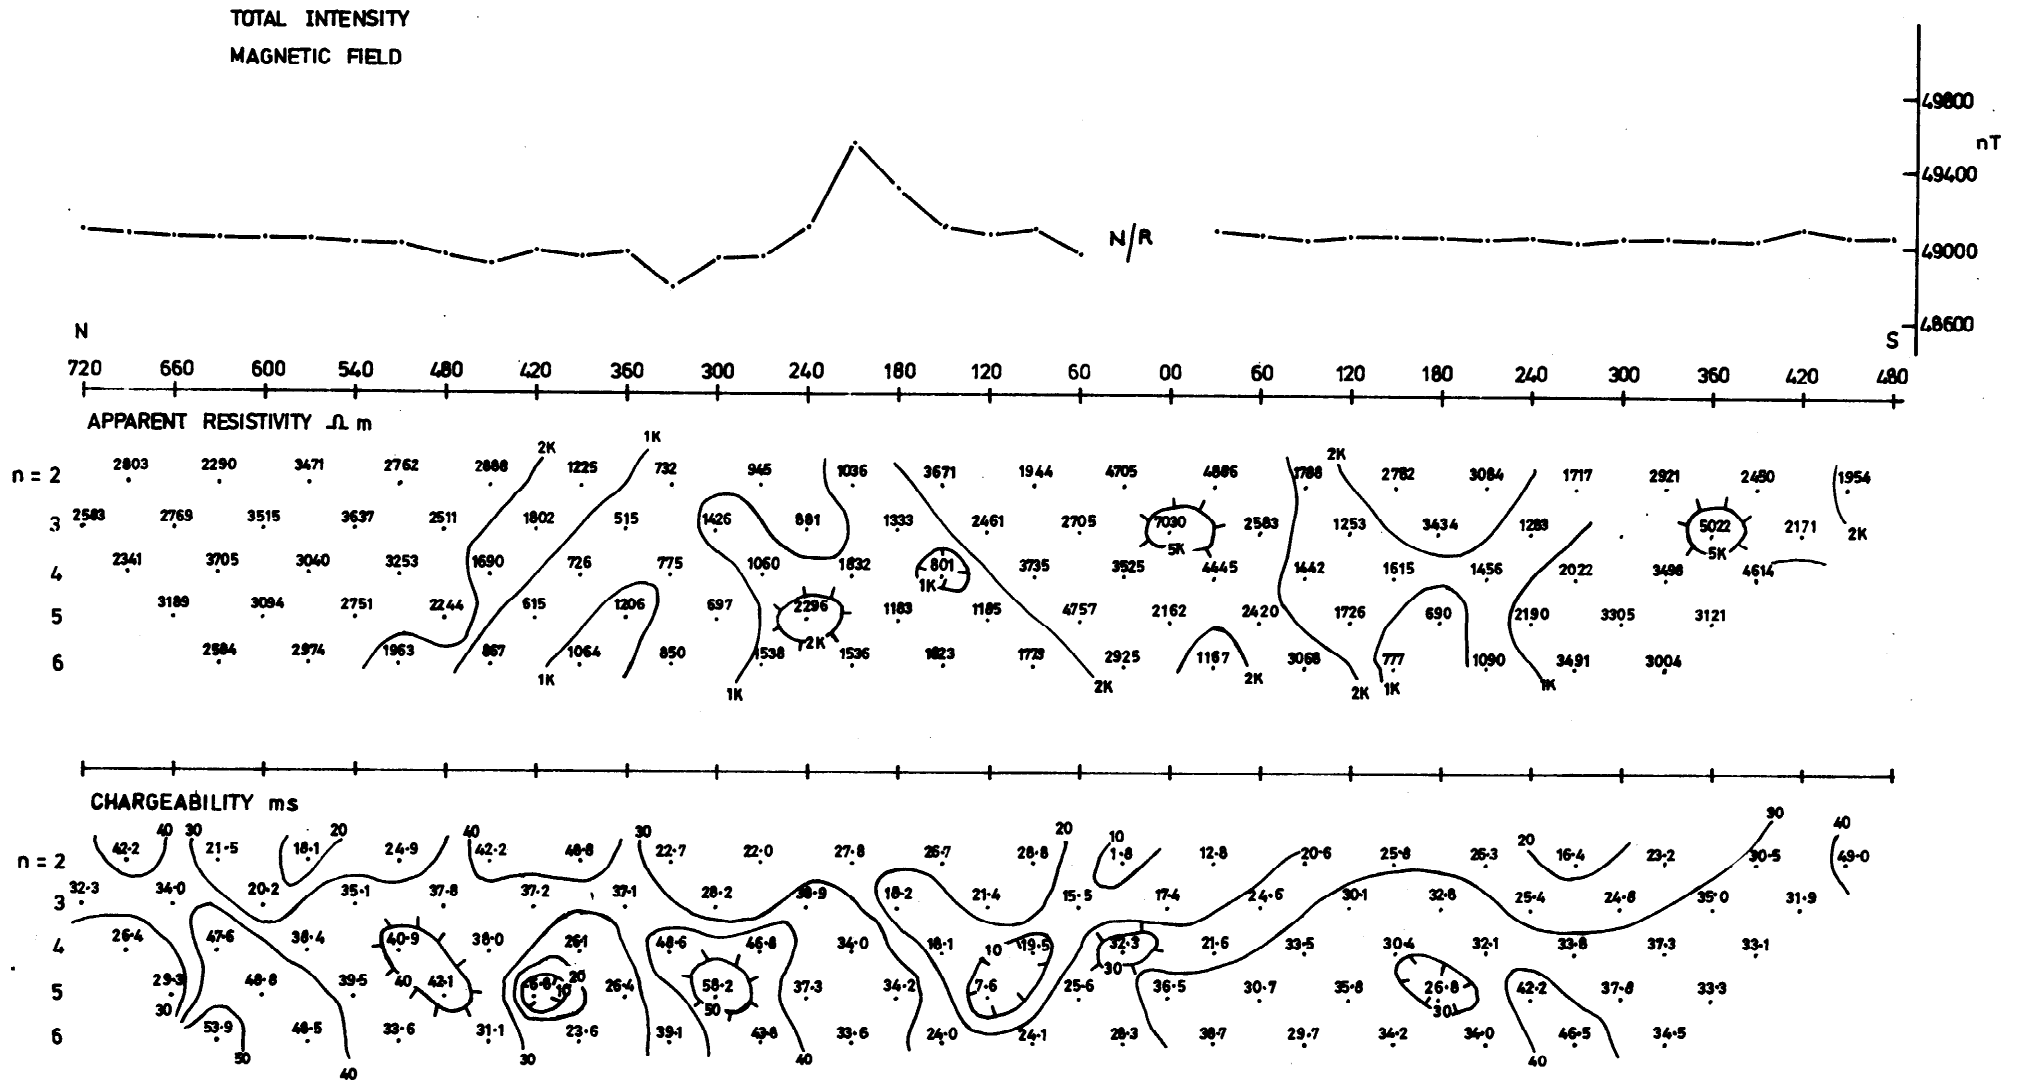 TOTAL INTENSITY
MAGNETIC FIELD
49800
nT
49400
N/R
49000
48600
N
S
720 660 600 540 480 420 360 300 240 180 120 60 00 60 120 180 240 300 360 420 480
APPARENT RESISTIVITY Ω m
2K 1K 2K
n = 2 2803 2290 3471 2762 2888 1225 732 945 1036 3671 1944 4705 4886 1788 2782 3084 1717 2921 2480 1954
3 2583 2769 3515 3637 2511 1802 515 1426 881 1333 2461 2705 7030 2583 1253 3434 1283 5022 2171 2K
5K 5K
4 2341 3705 3040 3253 1690 726 775 1060 1832 801 3735 3525 4445 1442 1615 1456 2022 3498 4614
1K
5 3189 3094 2751 2244 615 1206 697 2296 1183 1185 4757 2162 2420 1726 690 2190 3305 3121
2K
6 2584 2974 1963 867 1064 850 1538 1536 1823 1773 2925 1167 3068 777 1090 3491 3004
1K 1K 2K 2K 2K 1K 1K
CHARGEABILITY ms
40 30 20 40 30 20 10 20 30 40
n = 2 42.2 21.5 18.1 24.9 42.2 48.8 22.7 22.0 27.8 26.7 28.8 1.8 12.8 20.6 25.8 26.3 16.4 23.2 30.5 49.0
3 32.3 34.0 20.2 35.1 37.8 37.2 37.1 28.2 38.9 18.2 21.4 15.5 17.4 24.6 30.1 32.8 25.4 24.8 35.0 31.9
4 26.4 47.6 38.4 40.9 38.0 26.1 48.6 46.8 34.0 18.1 10 19.5 32.3 21.6 33.5 30.4 32.1 33.8 37.3 33.1
30
5 29.3 48.8 39.5 40 42.1 10 20 26.4 58.2 37.3 34.2 7.6 25.6 36.5 30.7 35.8 26.8 42.2 37.8 33.3
30 50 30
6 53.9 48.5 33.6 31.1 23.6 39.1 43.8 33.6 24.0 24.1 28.3 38.7 29.7 34.2 34.0 46.5 34.5
50 40 30 40 40